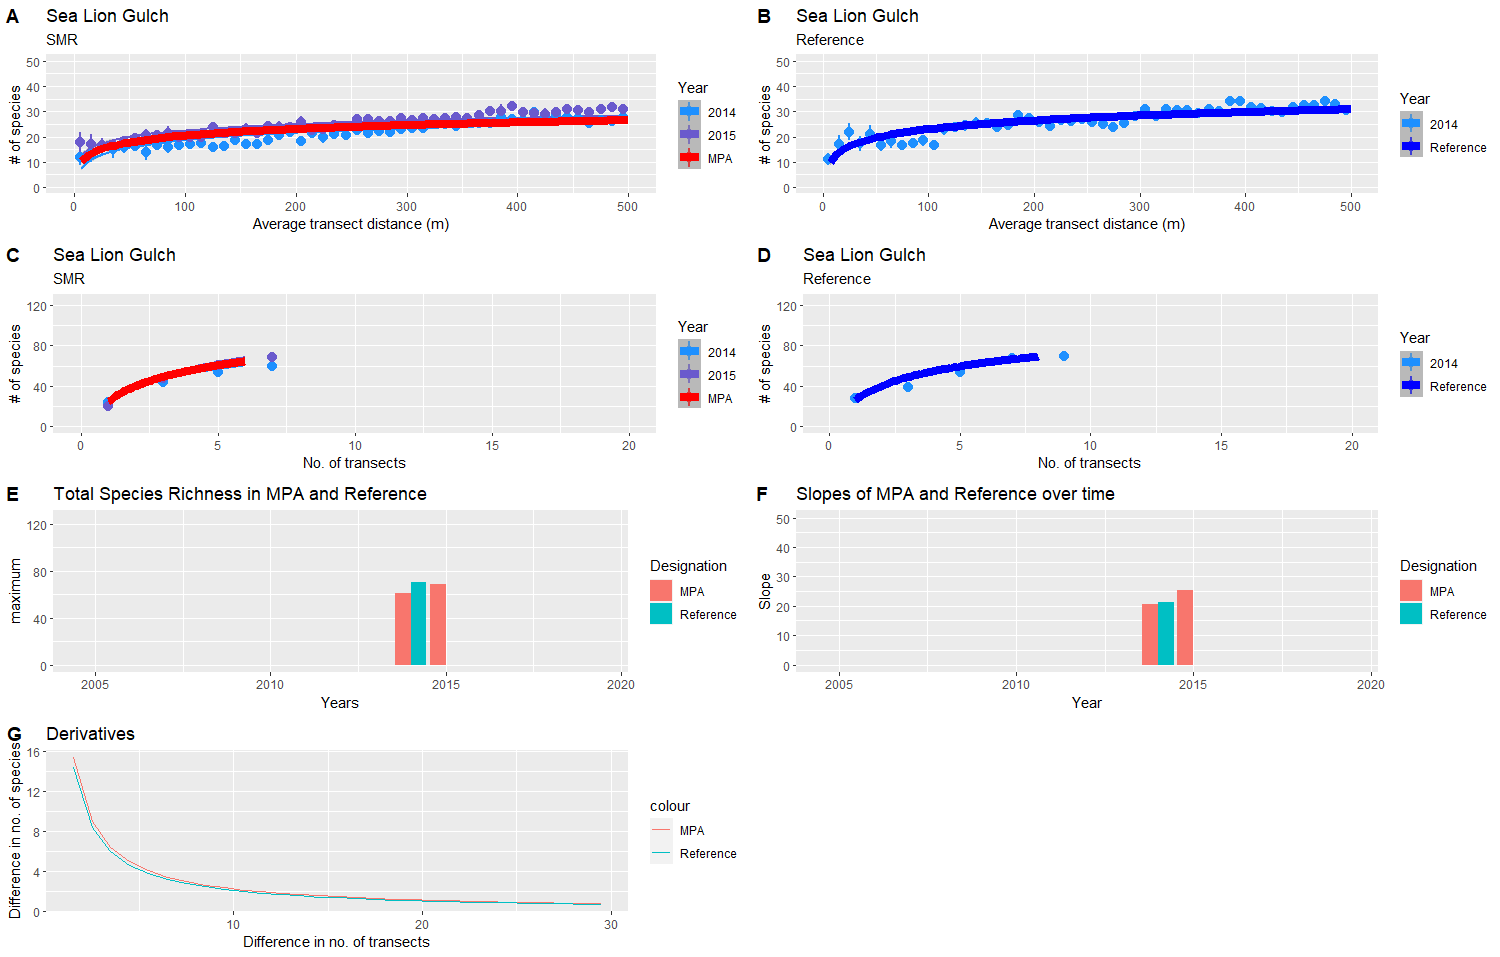 A
Sea Lion Gulch
SMR
# of species
50
40
30
20
10
0
0 100 200 300 400 500
Average transect distance (m)
Year
2014
2015
MPA
B
Sea Lion Gulch
Reference
# of species
50
40
30
20
10
0
0 100 200 300 400 500
Average transect distance (m)
Year
2014
Reference
C
Sea Lion Gulch
SMR
# of species
120
80
40
0
0 5 10 15 20
No. of transects
Year
2014
2015
MPA
D
Sea Lion Gulch
Reference
# of species
120
80
40
0
0 5 10 15 20
No. of transects
Year
2014
Reference
E
Total Species Richness in MPA and Reference
maximum
120
80
40
0
2005 2010 2015 2020
Years
Designation
MPA
Reference
F
Slopes of MPA and Reference over time
Slope
50
40
30
20
10
0
2005 2010 2015 2020
Year
Designation
MPA
Reference
G
Derivatives
Difference in no. of species
16
12
8
4
0
10 20 30
Difference in no. of transects
colour
MPA
Reference